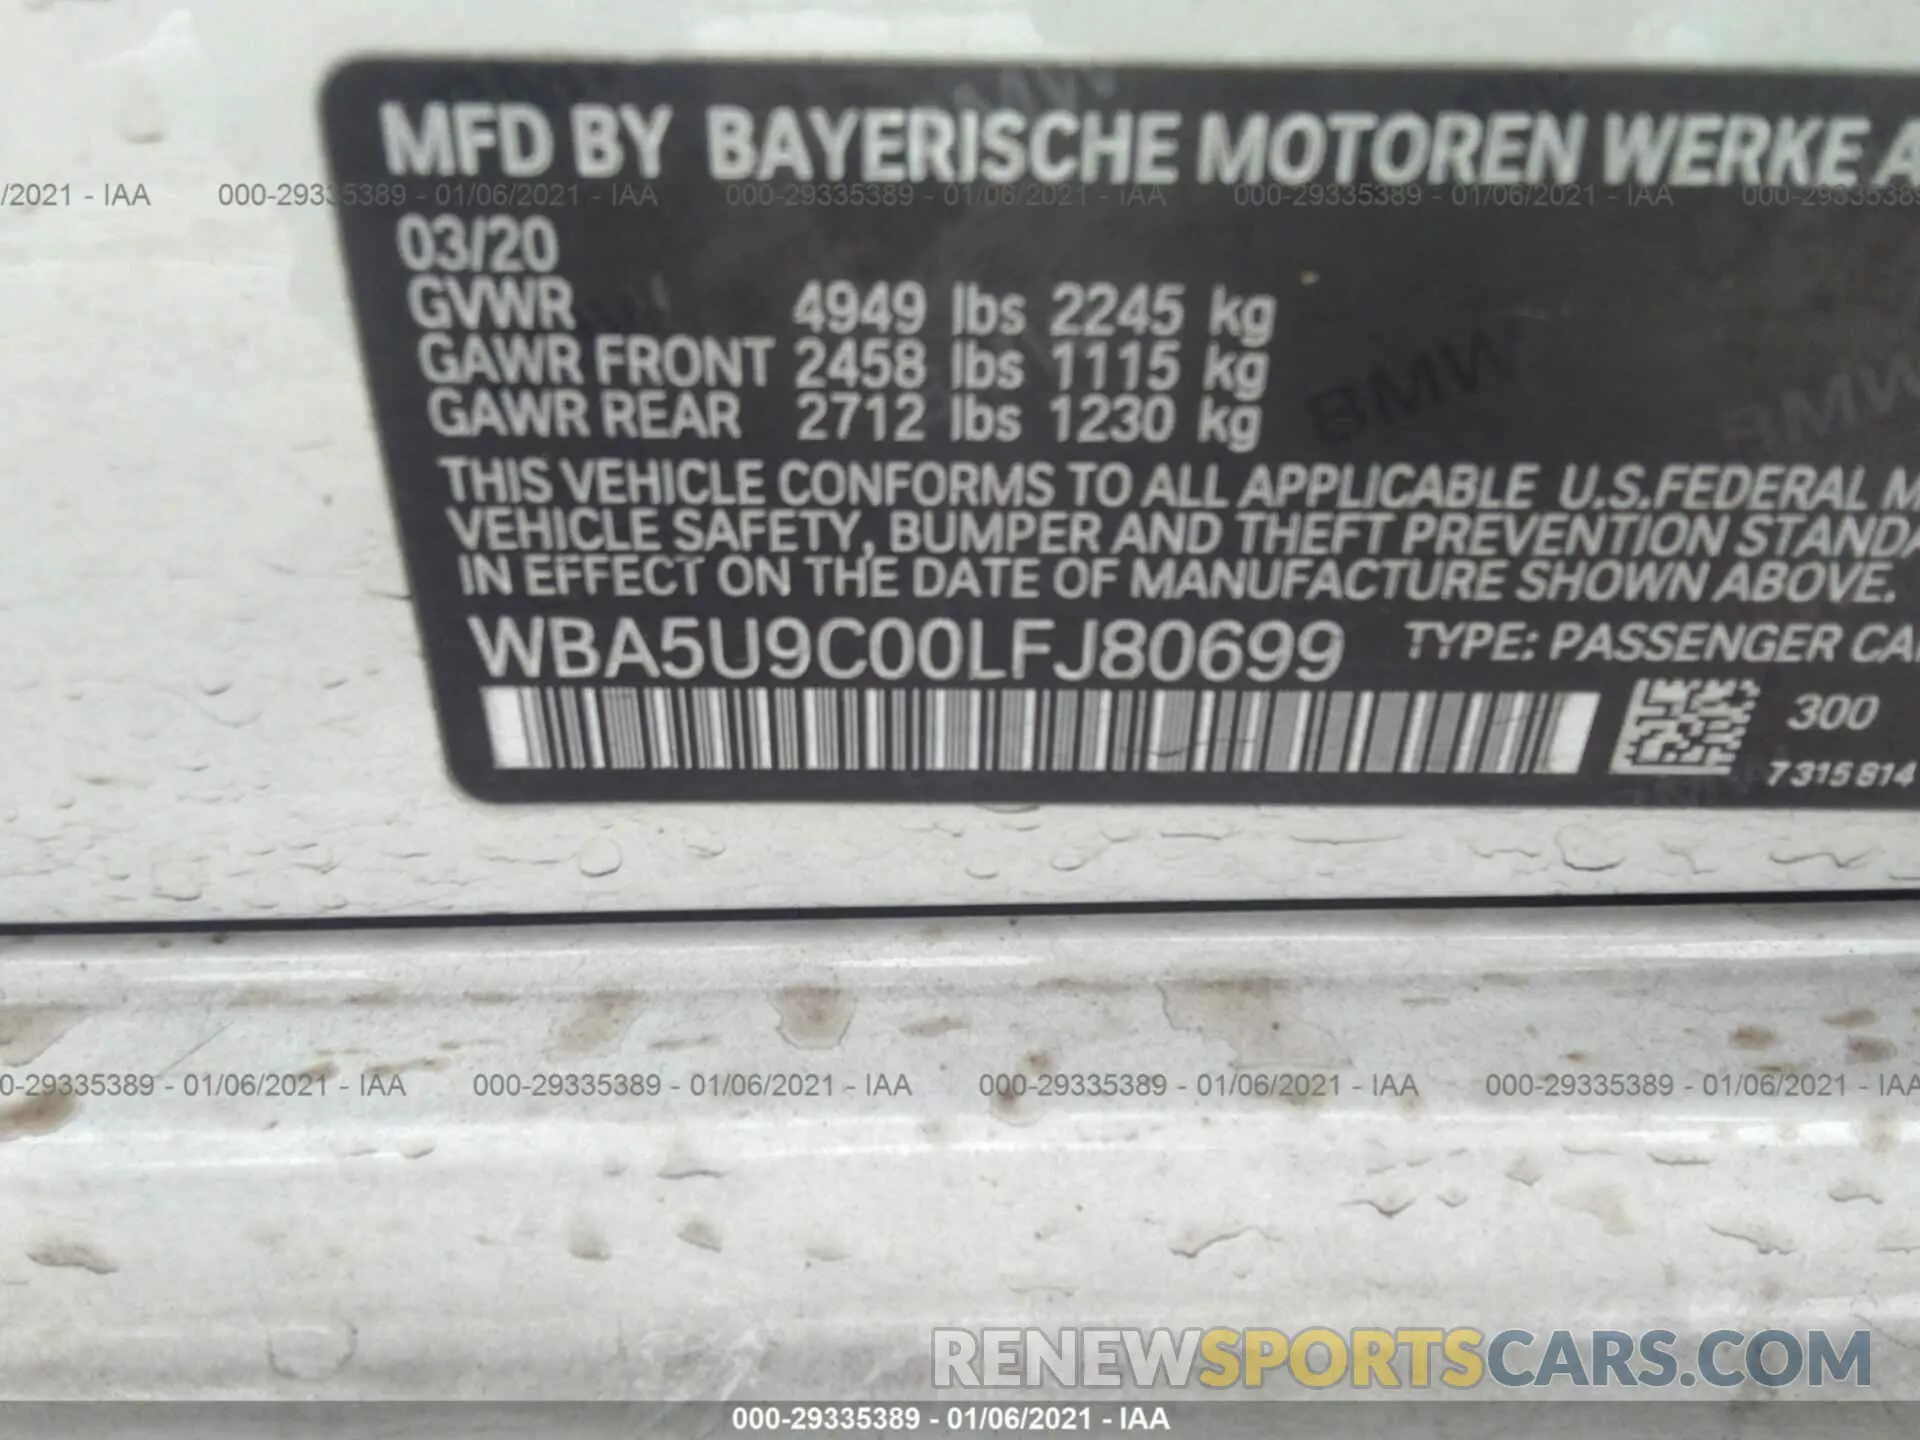 MFD BY BAYERISCHE MOTOREN WERKE A
/2021 - IAA 000-29335389 - 01/06/2021 - IAA 000-29335389 - 01/06/2021 - IAA 000-29335389 - 01/06/2021 - IAA 000-29335389
03/20
GVWR 4949 lbs 2245 kg
GAWR FRONT 2458 lbs 1115 kg
GAWR REAR 2712 lbs 1230 kg
BMW BMW
THIS VEHICLE CONFORMS TO ALL APPLICABLE U.S.FEDERAL M
VEHICLE SAFETY, BUMPER AND THEFT PREVENTION STANDA
IN EFFECT ON THE DATE OF MANUFACTURE SHOWN ABOVE.
WBA5U9C00LFJ80699 TYPE: PASSENGER CA
300
7315814
0-29335389 - 01/06/2021 - IAA 000-29335389 - 01/06/2021 - IAA 000-29335389 - 01/06/2021 - IAA 000-29335389 - 01/06/2021 - IAA
RENEWSPORTSCARS.COM
000-29335389 - 01/06/2021 - IAA